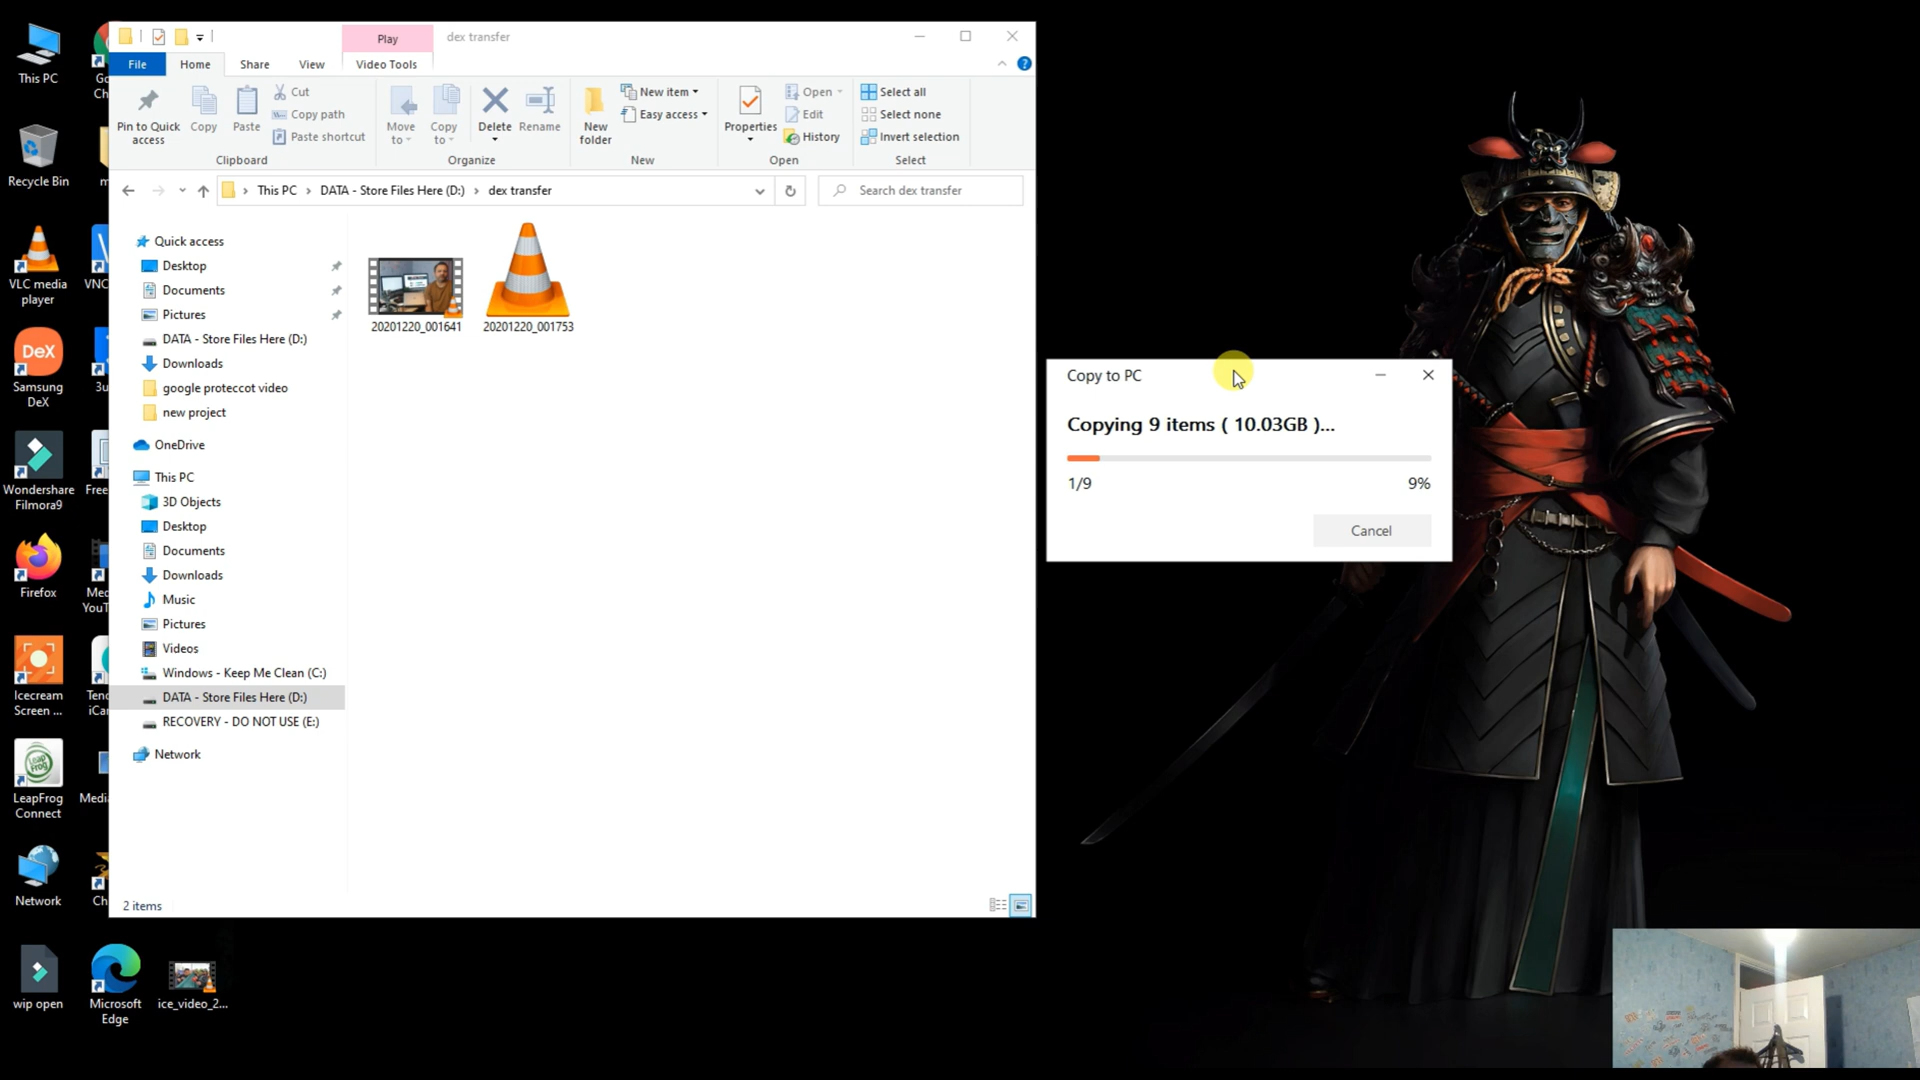 Play
dex transfer
File
Home
Share
View
Video Tools
Pin to Quick
access
Copy
Paste
Cut
Copy path
Paste shortcut
Clipboard
Move
to
Copy
to
Delete
Rename
Organize
New
folder
New item
Easy access
New
Properties
Open
Edit
History
Open
Select all
Select none
Invert selection
Select
This PC > DATA - Store Files Here (D:) > dex transfer
Search dex transfer
Quick access
Desktop
Documents
Pictures
DATA - Store Files Here (D:)
Downloads
google proteccot video
new project
OneDrive
This PC
3D Objects
Desktop
Documents
Downloads
Music
Pictures
Videos
Windows - Keep Me Clean (C:)
DATA - Store Files Here (D:)
RECOVERY - DO NOT USE (E:)
Network
20201220_001641
20201220_001753
2 items
Copy to PC
Copying 9 items ( 10.03GB )...
1/9
9%
Cancel
This PC
Recycle Bin
VLC media
player
VNC
DeX
Samsung
DeX
Wondershare
Filmora9
Firefox
Icecream
Screen ...
LeapFrog
Connect
Network
wip open
Microsoft
Edge
ice_video_2...